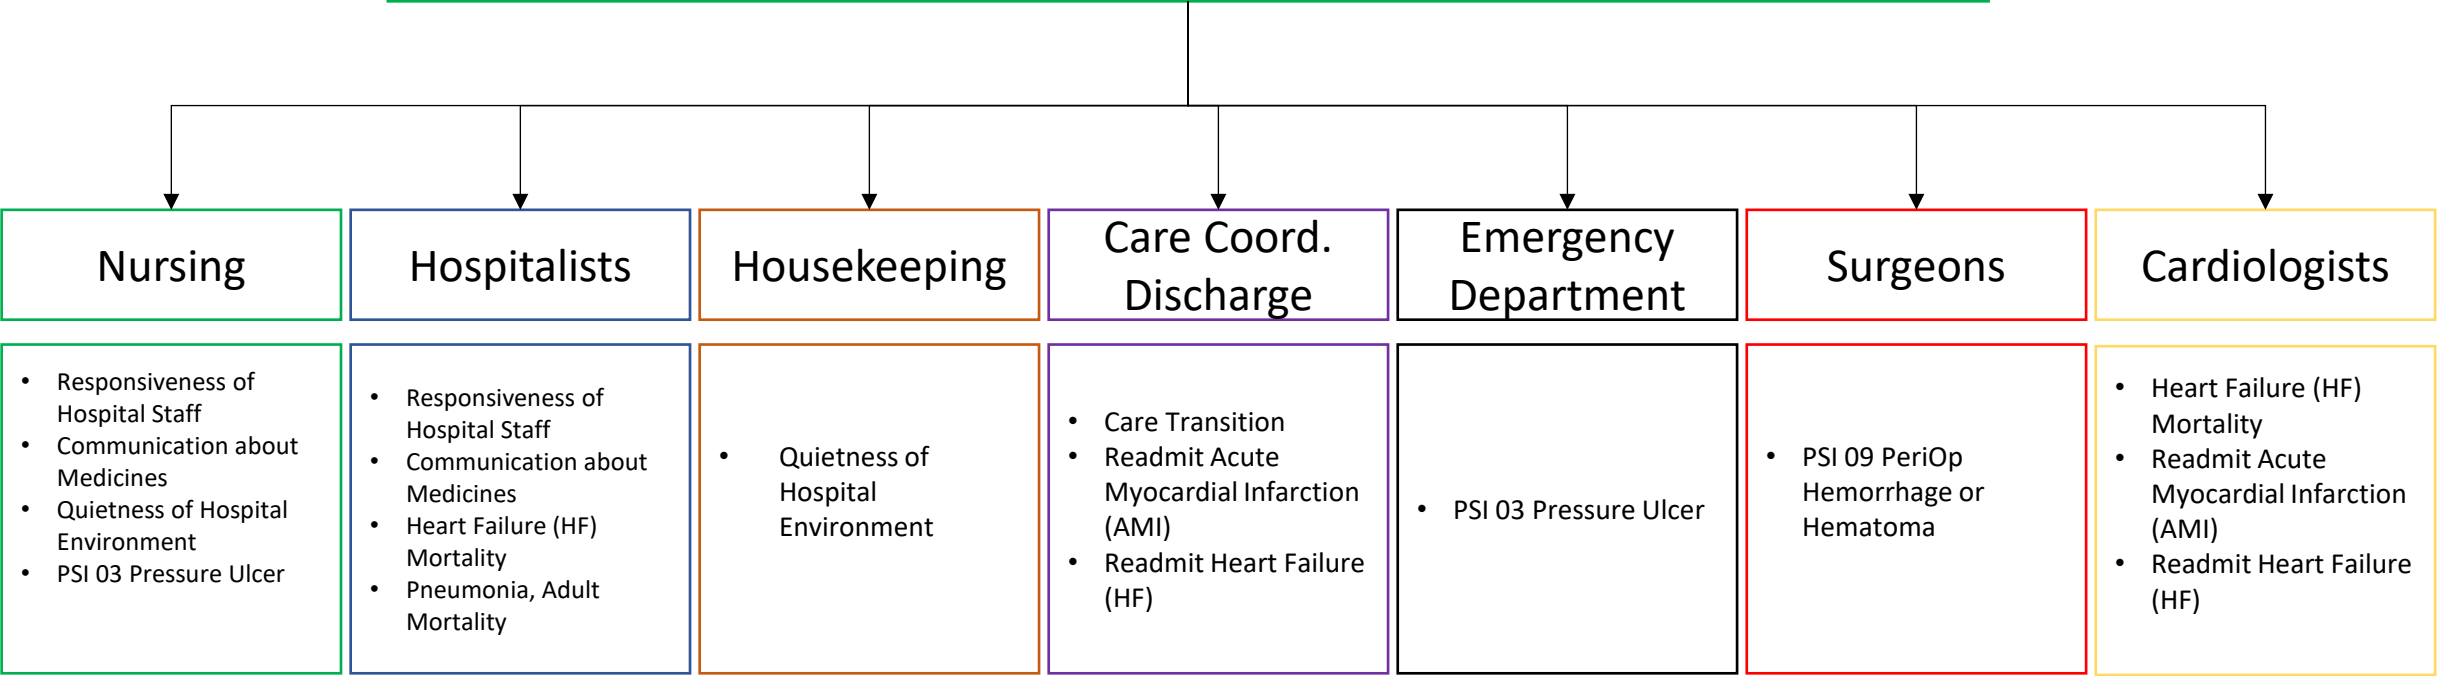 Nursing
Hospitalists
Housekeeping
Care Coord.
Discharge
Emergency
Department
Surgeons
Cardiologists
• Responsiveness of
Hospital Staff
• Communication about
Medicines
• Quietness of Hospital
Environment
• PSI 03 Pressure Ulcer
• Responsiveness of
Hospital Staff
• Communication about
Medicines
• Heart Failure (HF)
Mortality
• Pneumonia, Adult
Mortality
• Quietness of
Hospital
Environment
• Care Transition
• Readmit Acute
Myocardial Infarction
(AMI)
• Readmit Heart Failure
(HF)
• PSI 03 Pressure Ulcer
• PSI 09 PeriOp
Hemorrhage or
Hematoma
• Heart Failure (HF)
Mortality
• Readmit Acute
Myocardial Infarction
(AMI)
• Readmit Heart Failure
(HF)